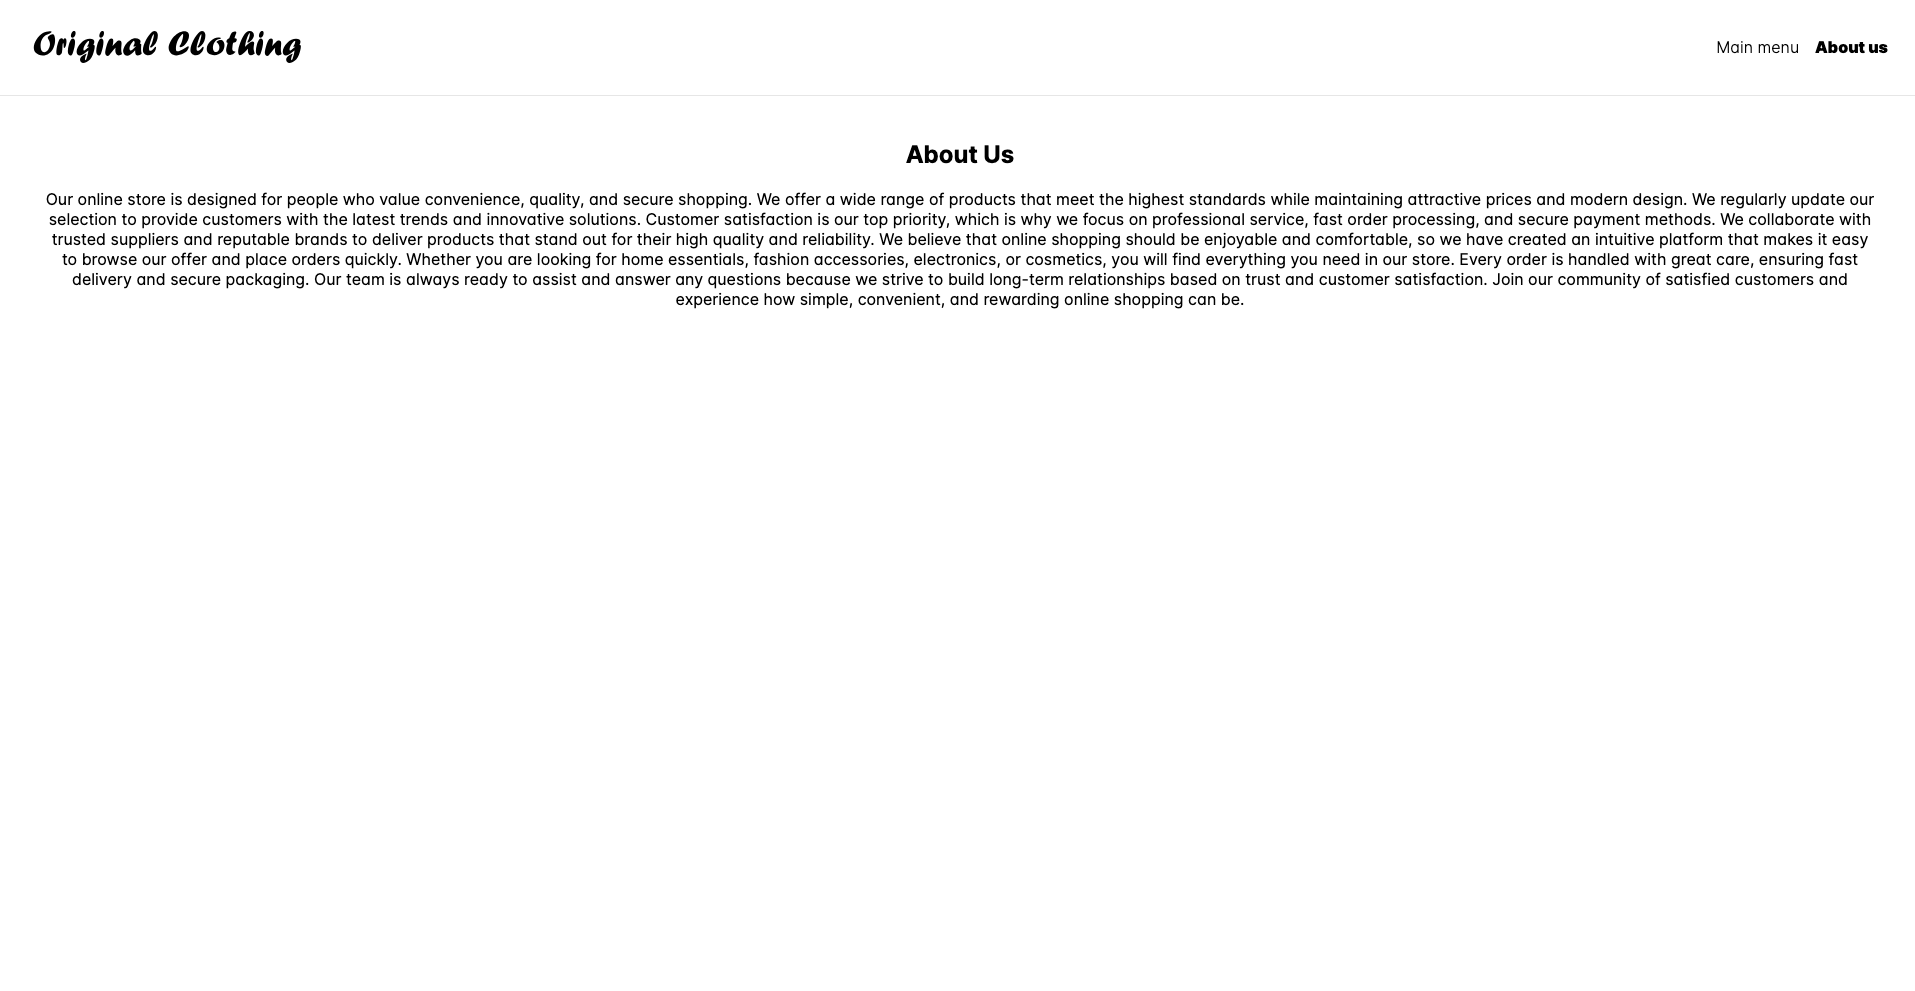 Original Clothing
Main menu About us
About Us
Our online store is designed for people who value convenience, quality, and secure shopping. We offer a wide range of products that meet the highest standards while maintaining attractive prices and modern design. We regularly update our
selection to provide customers with the latest trends and innovative solutions. Customer satisfaction is our top priority, which is why we focus on professional service, fast order processing, and secure payment methods. We collaborate with
trusted suppliers and reputable brands to deliver products that stand out for their high quality and reliability. We believe that online shopping should be enjoyable and comfortable, so we have created an intuitive platform that makes it easy
to browse our offer and place orders quickly. Whether you are looking for home essentials, fashion accessories, electronics, or cosmetics, you will find everything you need in our store. Every order is handled with great care, ensuring fast
delivery and secure packaging. Our team is always ready to assist and answer any questions because we strive to build long-term relationships based on trust and customer satisfaction. Join our community of satisfied customers and
experience how simple, convenient, and rewarding online shopping can be.